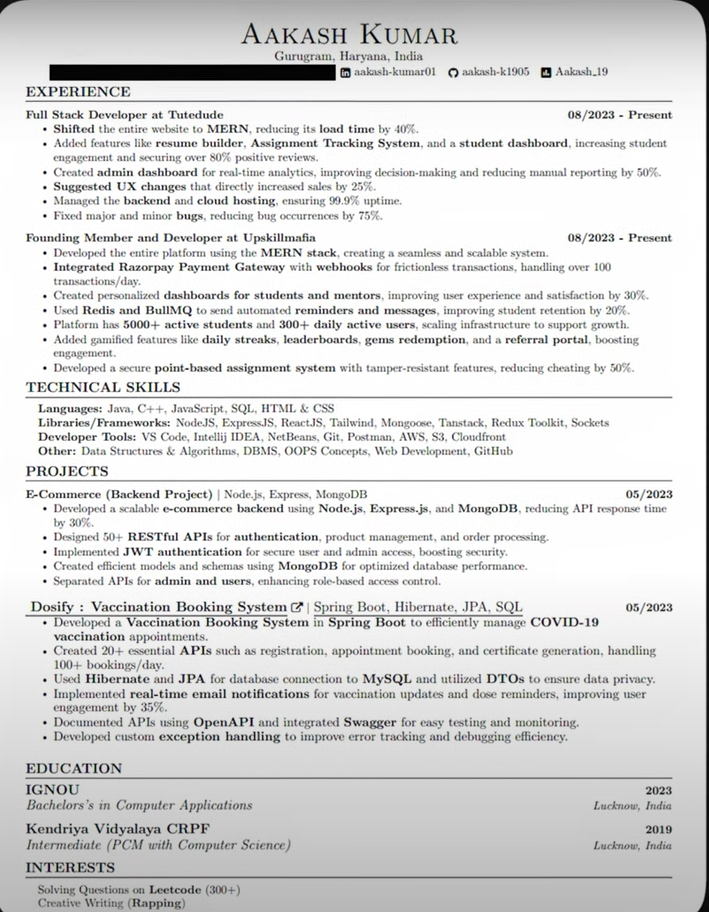 AAKASH KUMAR
Gurugram, Haryana, India
aakash-kumar01 aakash-k1905 Aakash_19
EXPERIENCE
Full Stack Developer at Tutedude 08/2023 - Present
• Shifted the entire website to MERN, reducing its load time by 40%.
• Added features like resume builder, Assignment Tracking System, and a student dashboard, increasing student
engagement and securing over 80% positive reviews.
• Created admin dashboard for real-time analytics, improving decision-making and reducing manual reporting by 50%.
• Suggested UX changes that directly increased sales by 25%.
• Managed the backend and cloud hosting, ensuring 99.9% uptime.
• Fixed major and minor bugs, reducing bug occurrences by 75%.
Founding Member and Developer at Upskillmafia 08/2023 - Present
• Developed the entire platform using the MERN stack, creating a seamless and scalable system.
• Integrated Razorpay Payment Gateway with webhooks for frictionless transactions, handling over 100
transactions/day.
• Created personalized dashboards for students and mentors, improving user experience and satisfaction by 30%.
• Used Redis and BullMQ to send automated reminders and messages, improving student retention by 20%.
• Platform has 5000+ active students and 300+ daily active users, scaling infrastructure to support growth.
• Added gamified features like daily streaks, leaderboards, gems redemption, and a referral portal, boosting
engagement.
• Developed a secure point-based assignment system with tamper-resistant features, reducing cheating by 50%.
TECHNICAL SKILLS
Languages: Java, C++, JavaScript, SQL, HTML & CSS
Libraries/Frameworks: NodeJS, ExpressJS, ReactJS, Tailwind, Mongoose, Tanstack, Redux Toolkit, Sockets
Developer Tools: VS Code, Intellij IDEA, NetBeans, Git, Postman, AWS, S3, Cloudfront
Other: Data Structures & Algorithms, DBMS, OOPS Concepts, Web Development, GitHub
PROJECTS
E-Commerce (Backend Project) | Node.js, Express, MongoDB 05/2023
• Developed a scalable e-commerce backend using Node.js, Express.js, and MongoDB, reducing API response time
by 30%.
• Designed 50+ RESTful APIs for authentication, product management, and order processing.
• Implemented JWT authentication for secure user and admin access, boosting security.
• Created efficient models and schemas using MongoDB for optimized database performance.
• Separated APIs for admin and users, enhancing role-based access control.
Dosify : Vaccination Booking System | Spring Boot, Hibernate, JPA, SQL 05/2023
• Developed a Vaccination Booking System in Spring Boot to efficiently manage COVID-19
vaccination appointments.
• Created 20+ essential APIs such as registration, appointment booking, and certificate generation, handling
100+ bookings/day.
• Used Hibernate and JPA for database connection to MySQL and utilized DTOs to ensure data privacy.
• Implemented real-time email notifications for vaccination updates and dose reminders, improving user
engagement by 35%.
• Documented APIs using OpenAPI and integrated Swagger for easy testing and monitoring.
• Developed custom exception handling to improve error tracking and debugging efficiency.
EDUCATION
IGNOU 2023
Bachelors's in Computer Applications Lucknow, India
Kendriya Vidyalaya CRPF 2019
Intermediate (PCM with Computer Science) Lucknow, India
INTERESTS
Solving Questions on Leetcode (300+)
Creative Writing (Rapping)